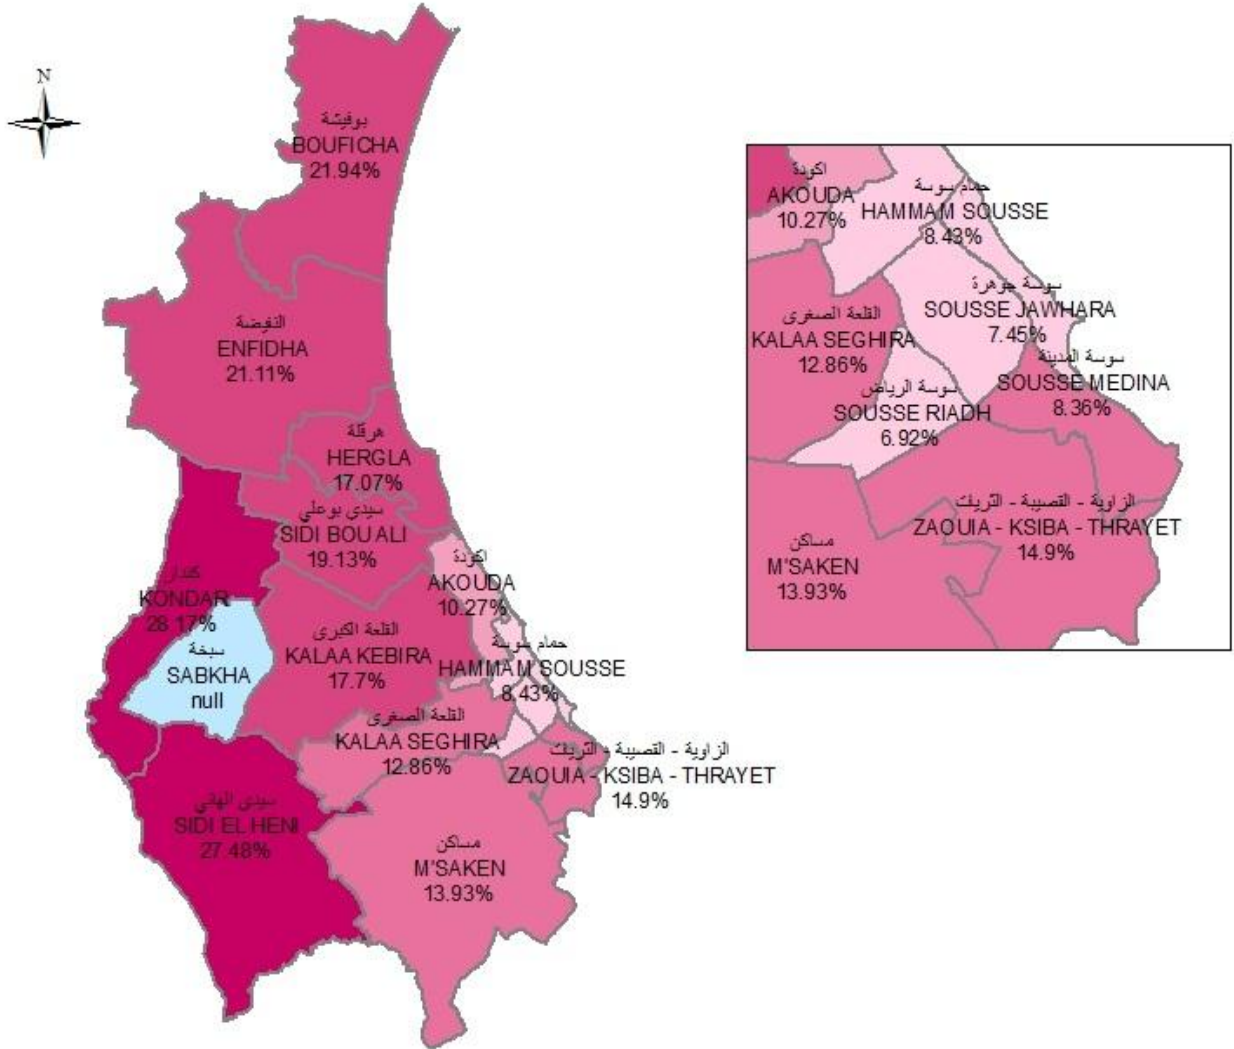 N
بوفيشة
BOUFICHA
21.94%
النفيضة
ENFIDHA
21.11%
هرقلة
HERGLA
17.07%
سيدي بوعلي
SIDI BOU ALI
19.13%
اكودة
AKOUDA
10.27%
كندار
KONDAR
28.17%
سبخة
SABKHA
null
القلعة الكبرى
KALAA KEBIRA
17.7%
حمام سوسة
HAMMAM SOUSSE
8.43%
القلعة الصغرى
KALAA SEGHIRA
12.86%
الزاوية - القصيبة - الثريات
ZAOUIA - KSIBA - THRAYET
14.9%
سيدي الهاني
SIDI EL HENI
27.48%
مساكن
M'SAKEN
13.93%
اكودة
AKOUDA
10.27%
حمام سوسة
HAMMAM SOUSSE
8.43%
سوسة جوهرة
SOUSSE JAWHARA
7.45%
القلعة الصغرى
KALAA SEGHIRA
12.86%
سوسة المدينة
SOUSSE MEDINA
8.36%
سوسة الرياض
SOUSSE RIADH
6.92%
الزاوية - القصيبة - الثريات
ZAOUIA - KSIBA - THRAYET
14.9%
مساكن
M'SAKEN
13.93%